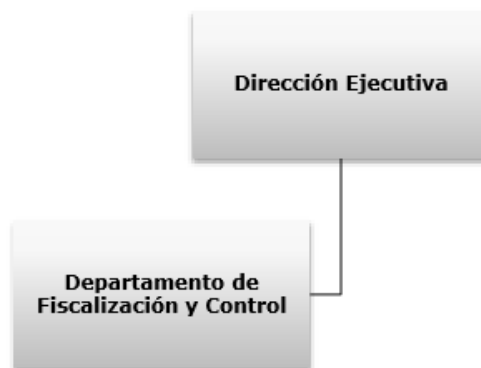 Dirección Ejecutiva
Departamento de
Fiscalización y Control